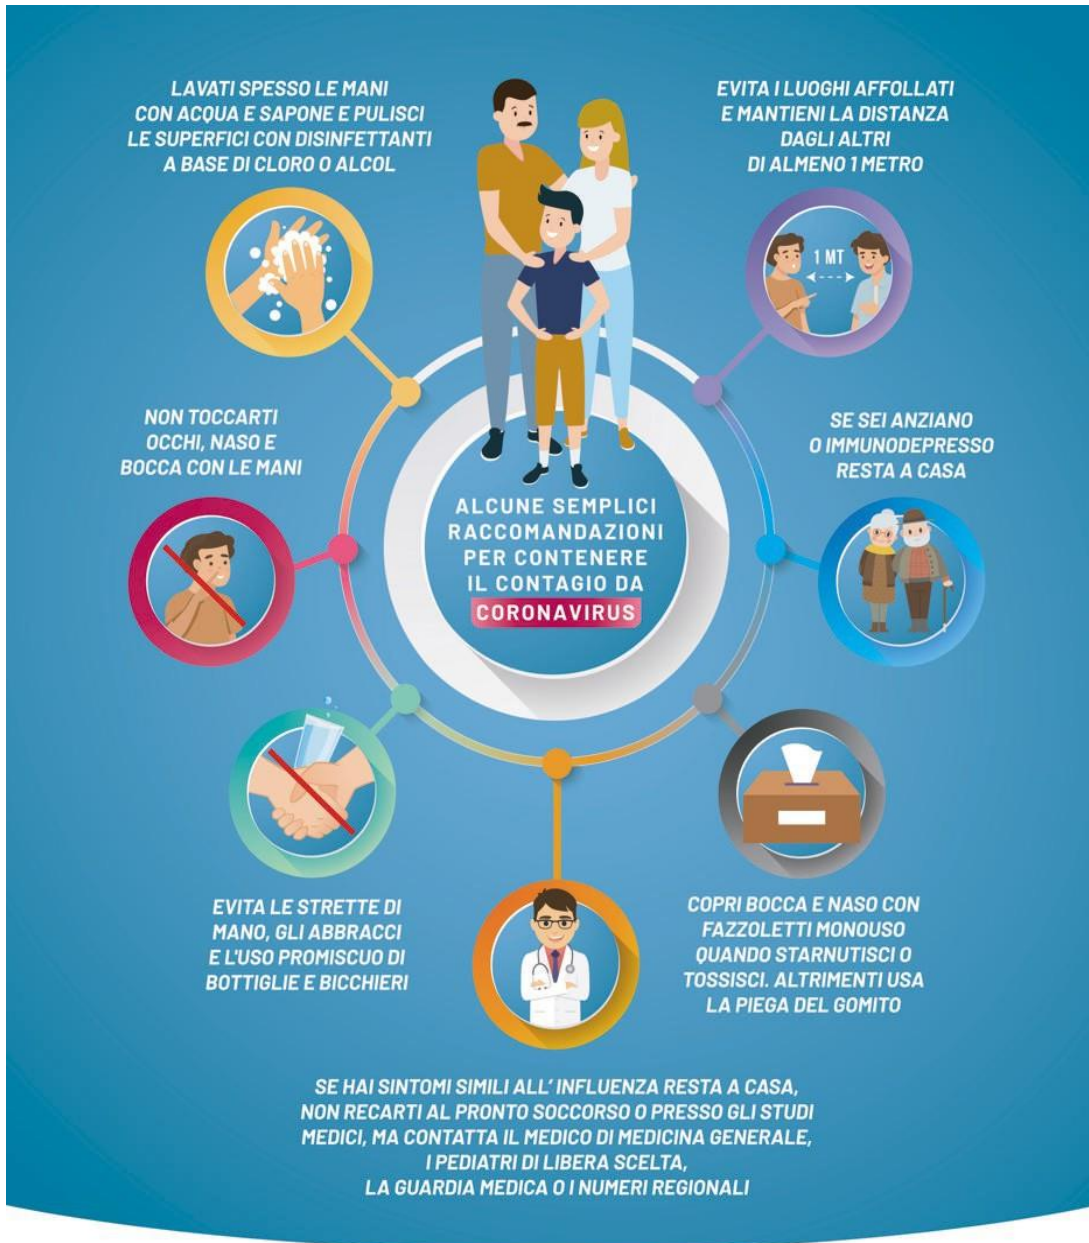 LAVATI SPESSO LE MANI
CON ACQUA E SAPONE E PULISCI
LE SUPERFICI CON DISINFETTANTI
A BASE DI CLORO O ALCOL
EVITA I LUOGHI AFFOLLATI
E MANTIENI LA DISTANZA
DAGLI ALTRI
DI ALMENO 1 METRO
1 MT
NON TOCCARTI
OCCHI, NASO E
BOCCA CON LE MANI
SE SEI ANZIANO
O IMMUNODEPRESSO
RESTA A CASA
ALCUNE SEMPLICI
RACCOMANDAZIONI
PER CONTENERE
IL CONTAGIO DA
CORONAVIRUS
EVITA LE STRETTE DI
MANO, GLI ABBRACCI
E L'USO PROMISCUO DI
BOTTIGLIE E BICCHIERI
COPRI BOCCA E NASO CON
FAZZOLETTI MONOUSO
QUANDO STARNUTISCI O
TOSSISCI. ALTRIMENTI USA
LA PIEGA DEL GOMITO
SE HAI SINTOMI SIMILI ALL' INFLUENZA RESTA A CASA,
NON RECARTI AL PRONTO SOCCORSO O PRESSO GLI STUDI
MEDICI, MA CONTATTA IL MEDICO DI MEDICINA GENERALE,
I PEDIATRI DI LIBERA SCELTA,
LA GUARDIA MEDICA O I NUMERI REGIONALI